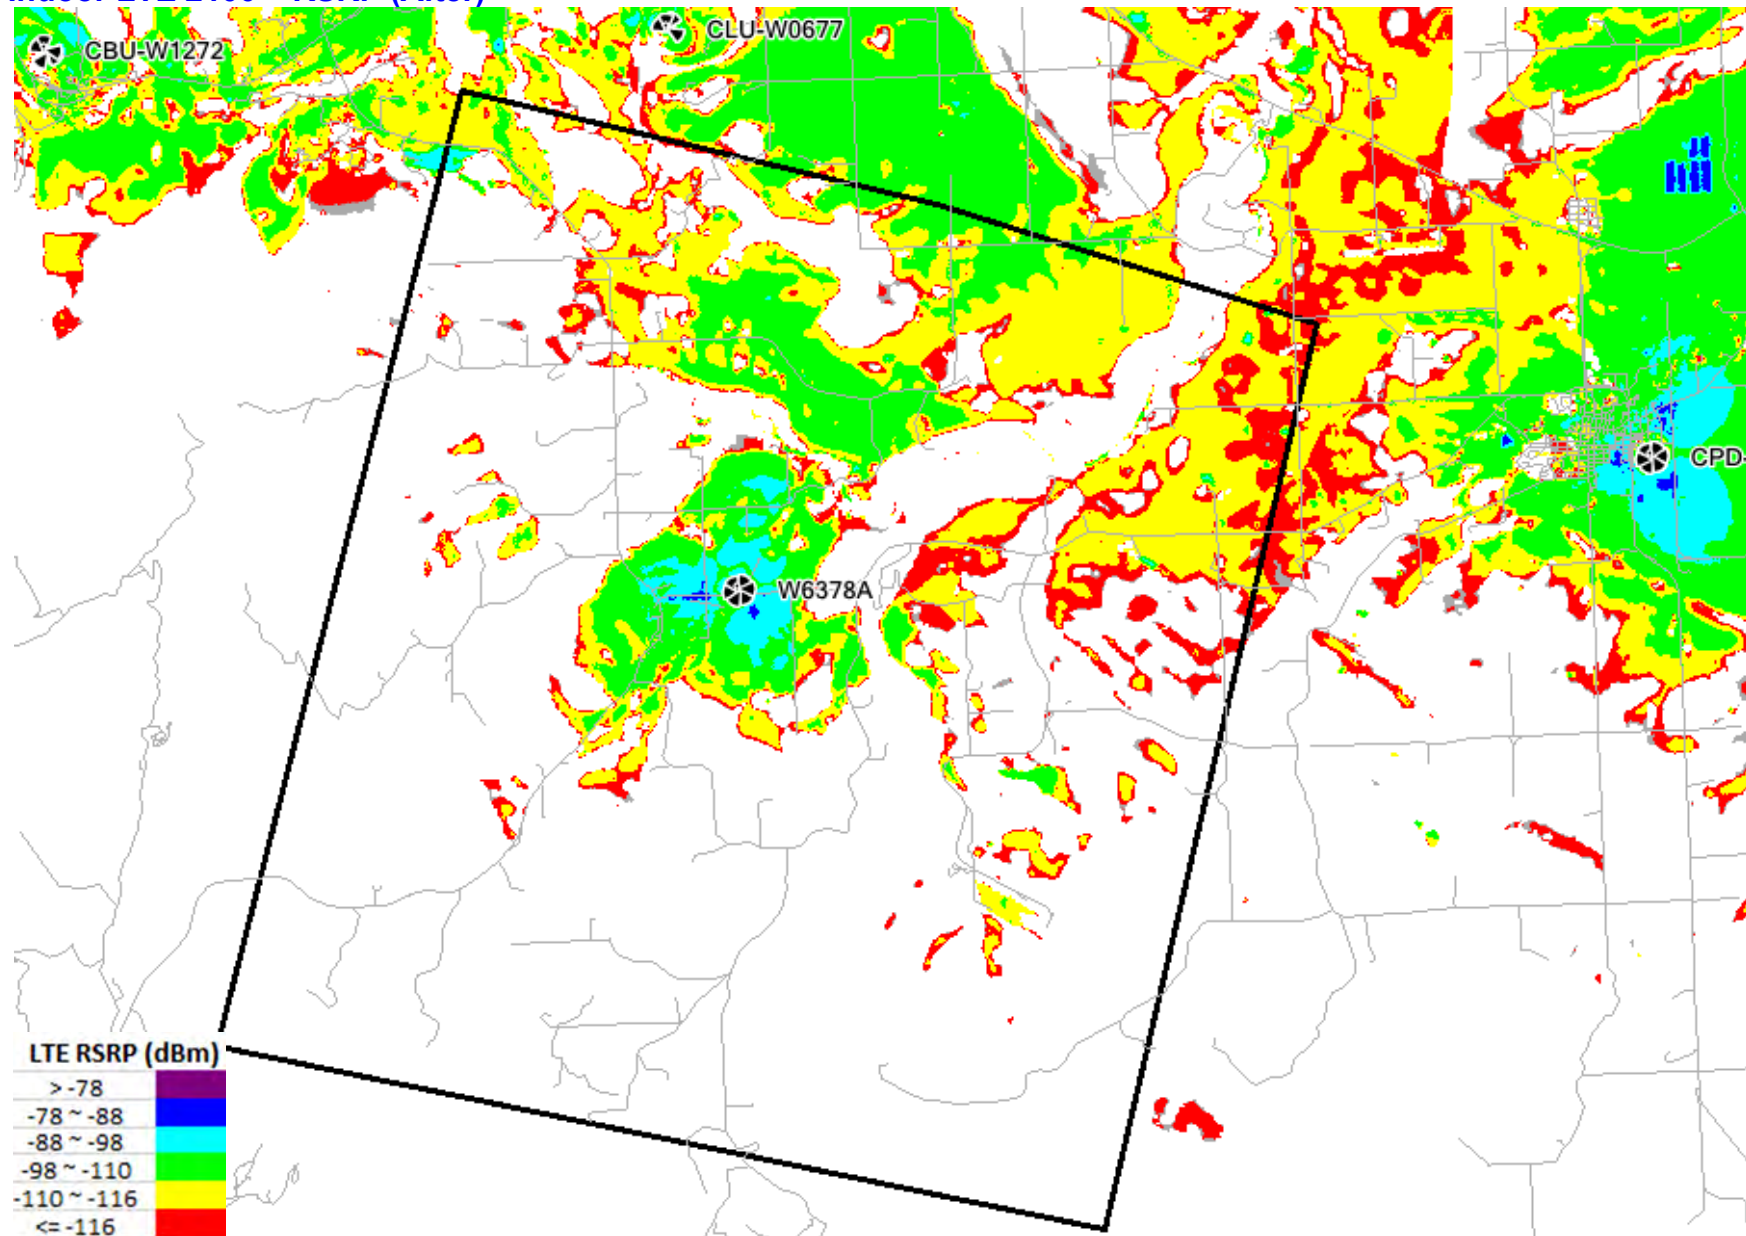 CBU-W1272
CLU-W0677
CPD-
W6378A
LTE RSRP (dBm)
> -78
-78 ~ -88
-88 ~ -98
-98 ~ -110
-110 ~ -116
<= -116